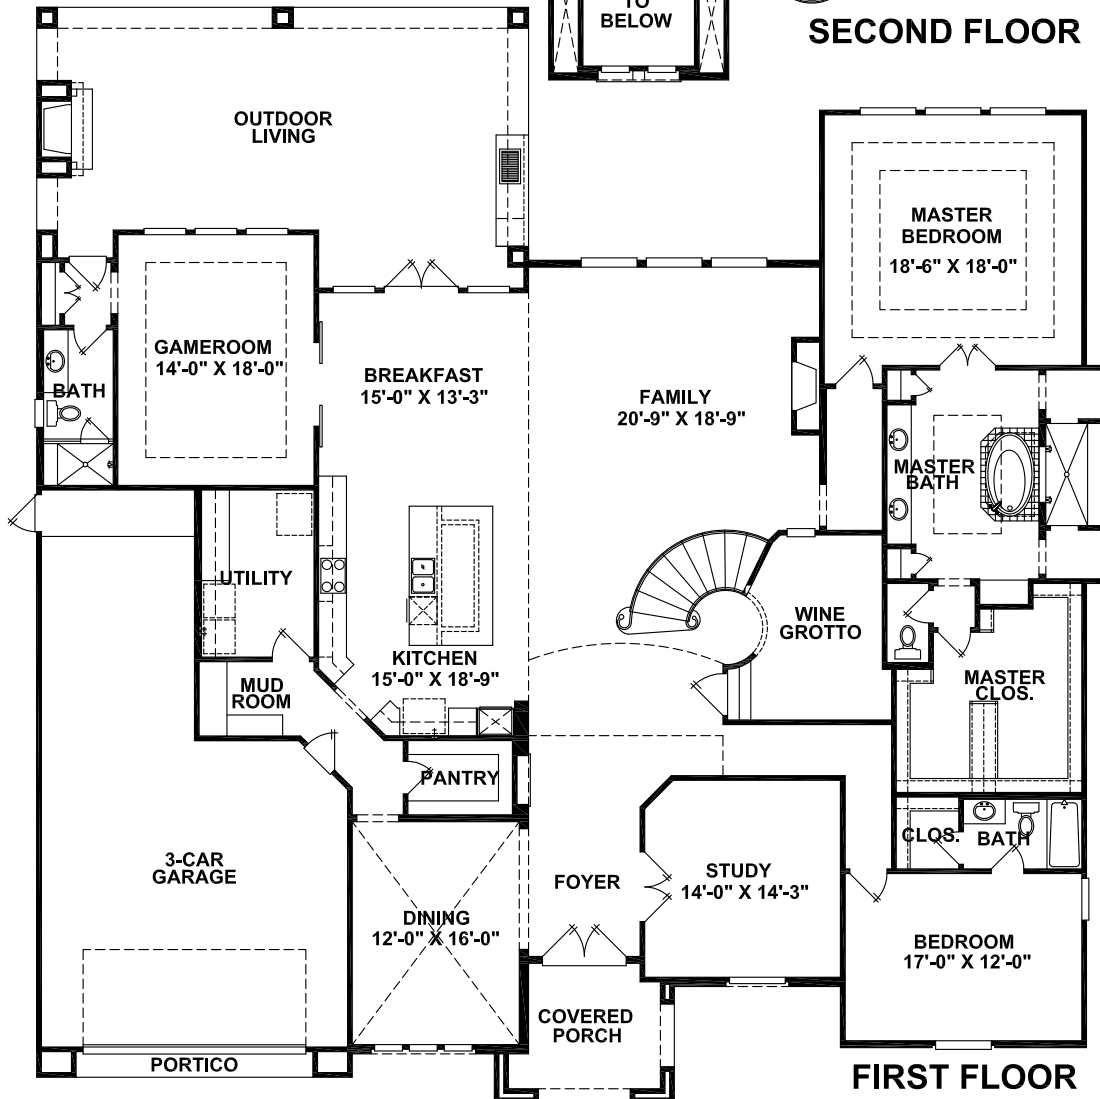 TO
BELOW
SECOND FLOOR
OUTDOOR
LIVING
MASTER
BEDROOM
18'-6" X 18'-0"
GAMEROOM
14'-0" X 18'-0"
BREAKFAST
15'-0" X 13'-3"
BATH
FAMILY
20'-9" X 18'-9"
MASTER
BATH
UTILITY
WINE
GROTTO
KITCHEN
15'-0" X 18'-9"
MUD
ROOM
MASTER
CLOS.
PANTRY
CLOS.
BATH
3-CAR
GARAGE
FOYER
STUDY
14'-0" X 14'-3"
DINING
12'-0" X 16'-0"
BEDROOM
17'-0" X 12'-0"
COVERED
PORCH
PORTICO
FIRST FLOOR